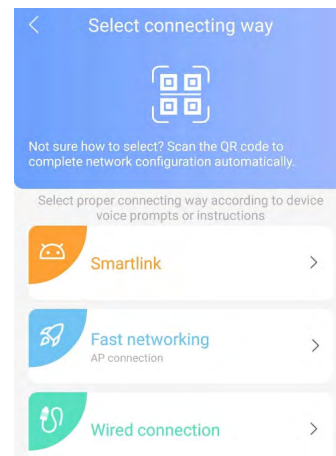 Select connecting way
Not sure how to select? Scan the QR code to
complete network configuration automatically.
Select proper connecting way according to device
voice prompts or instructions
Smartlink
Fast networking
AP connection
Wired connection